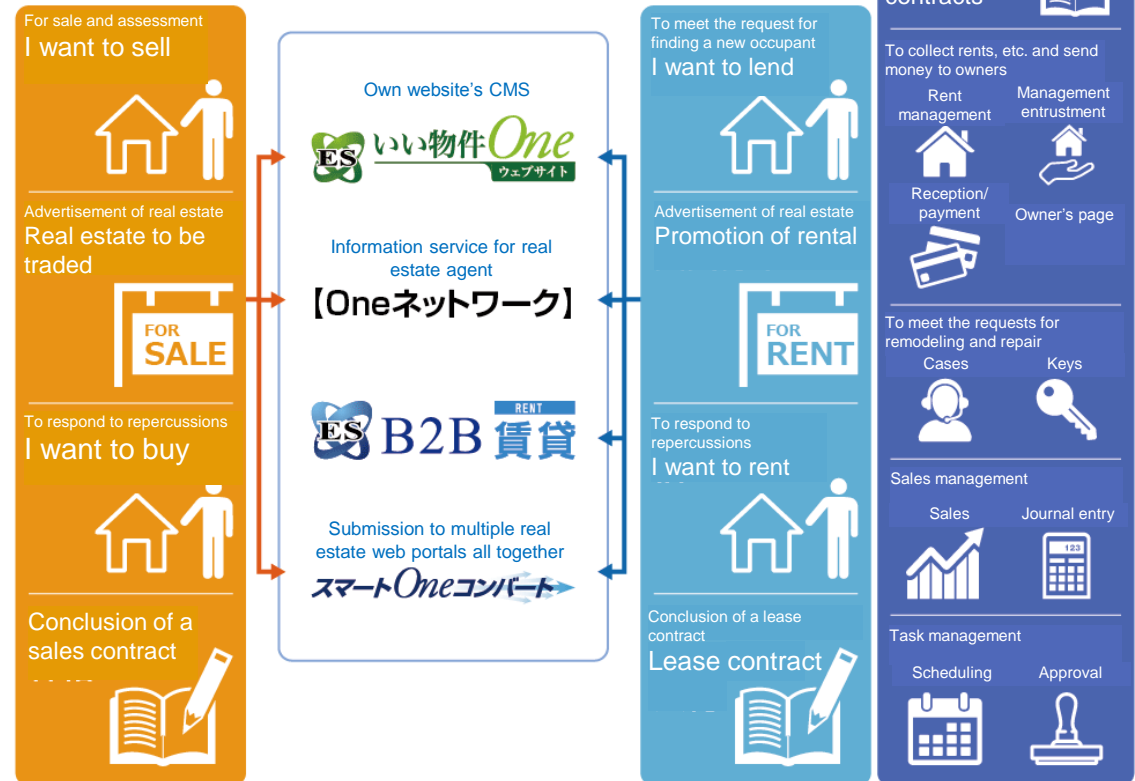 For sale and assessment
I want to sell
Advertisement of real estate
Real estate to be
traded
FOR
SALE
To respond to repercussions
I want to buy
Conclusion of a
sales contract
Own website's CMS
ES いい物件One
ウェブサイト
Information service for real
estate agent
【Oneネットワーク】
RENT
ES B2B 賃貸
Submission to multiple real
estate web portals all together
スマートOneコンバート
To meet the request for
finding a new occupant
I want to lend
Advertisement of real estate
Promotion of rental
FOR
RENT
To respond to
repercussions
I want to rent
Conclusion of a lease
contract
Lease contract
contracts
To collect rents, etc. and send
money to owners
Rent
management
Management
entrustment
Reception/
payment
Owner's page
To meet the requests for
remodeling and repair
Cases
Keys
Sales management
Sales
Journal entry
123
Task management
Scheduling
Approval